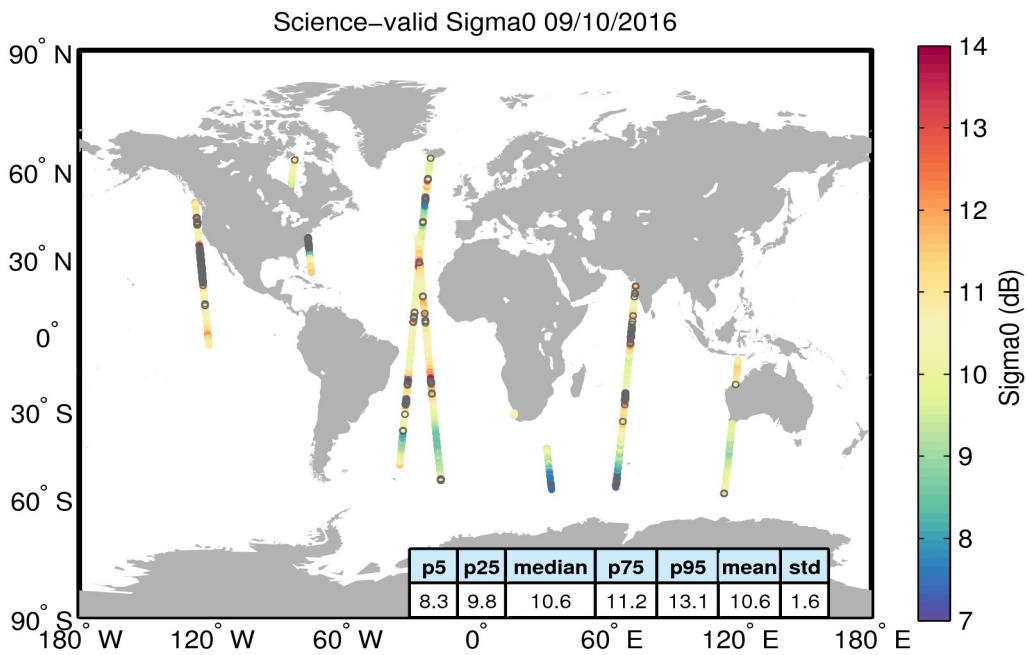 Science−valid Sigma0 09/10/2016
90° N
60° N
30° N
0°
30° S
60° S
90° S
180° W
120° W
60° W
0°
60° E
120° E
180° E
p5 p25 median p75 p95 mean std
8.3 9.8 10.6 11.2 13.1 10.6 1.6
14
13
12
11
10
9
8
7
Sigma0 (dB)